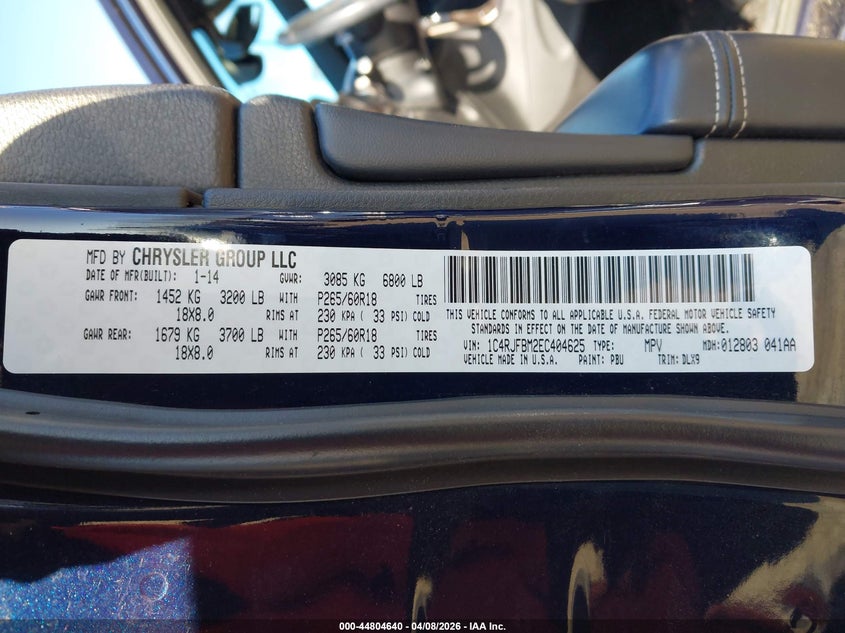 MFD BY CHRYSLER GROUP LLC
DATE OF MFR(BUILT): 1-14 GVWR: 3085 KG 6800 LB
GAWR FRONT: 1452 KG 3200 LB WITH P265/60R18 TIRES
18X8.0 RIMS AT 230 KPA ( 33 PSI) COLD
GAWR REAR: 1679 KG 3700 LB WITH P265/60R18 TIRES
18X8.0 RIMS AT 230 KPA ( 33 PSI) COLD
THIS VEHICLE CONFORMS TO ALL APPLICABLE U.S.A. FEDERAL MOTOR VEHICLE SAFETY
STANDARDS IN EFFECT ON THE DATE OF MANUFACTURE SHOWN ABOVE.
VIN: 1C4RJFBM2EC404625 TYPE: MPV MDH: 012803 041AA
VEHICLE MADE IN U.S.A. PAINT: PBU TRIM: DLX9
000-44804640 - 04/08/2026 - IAA Inc.